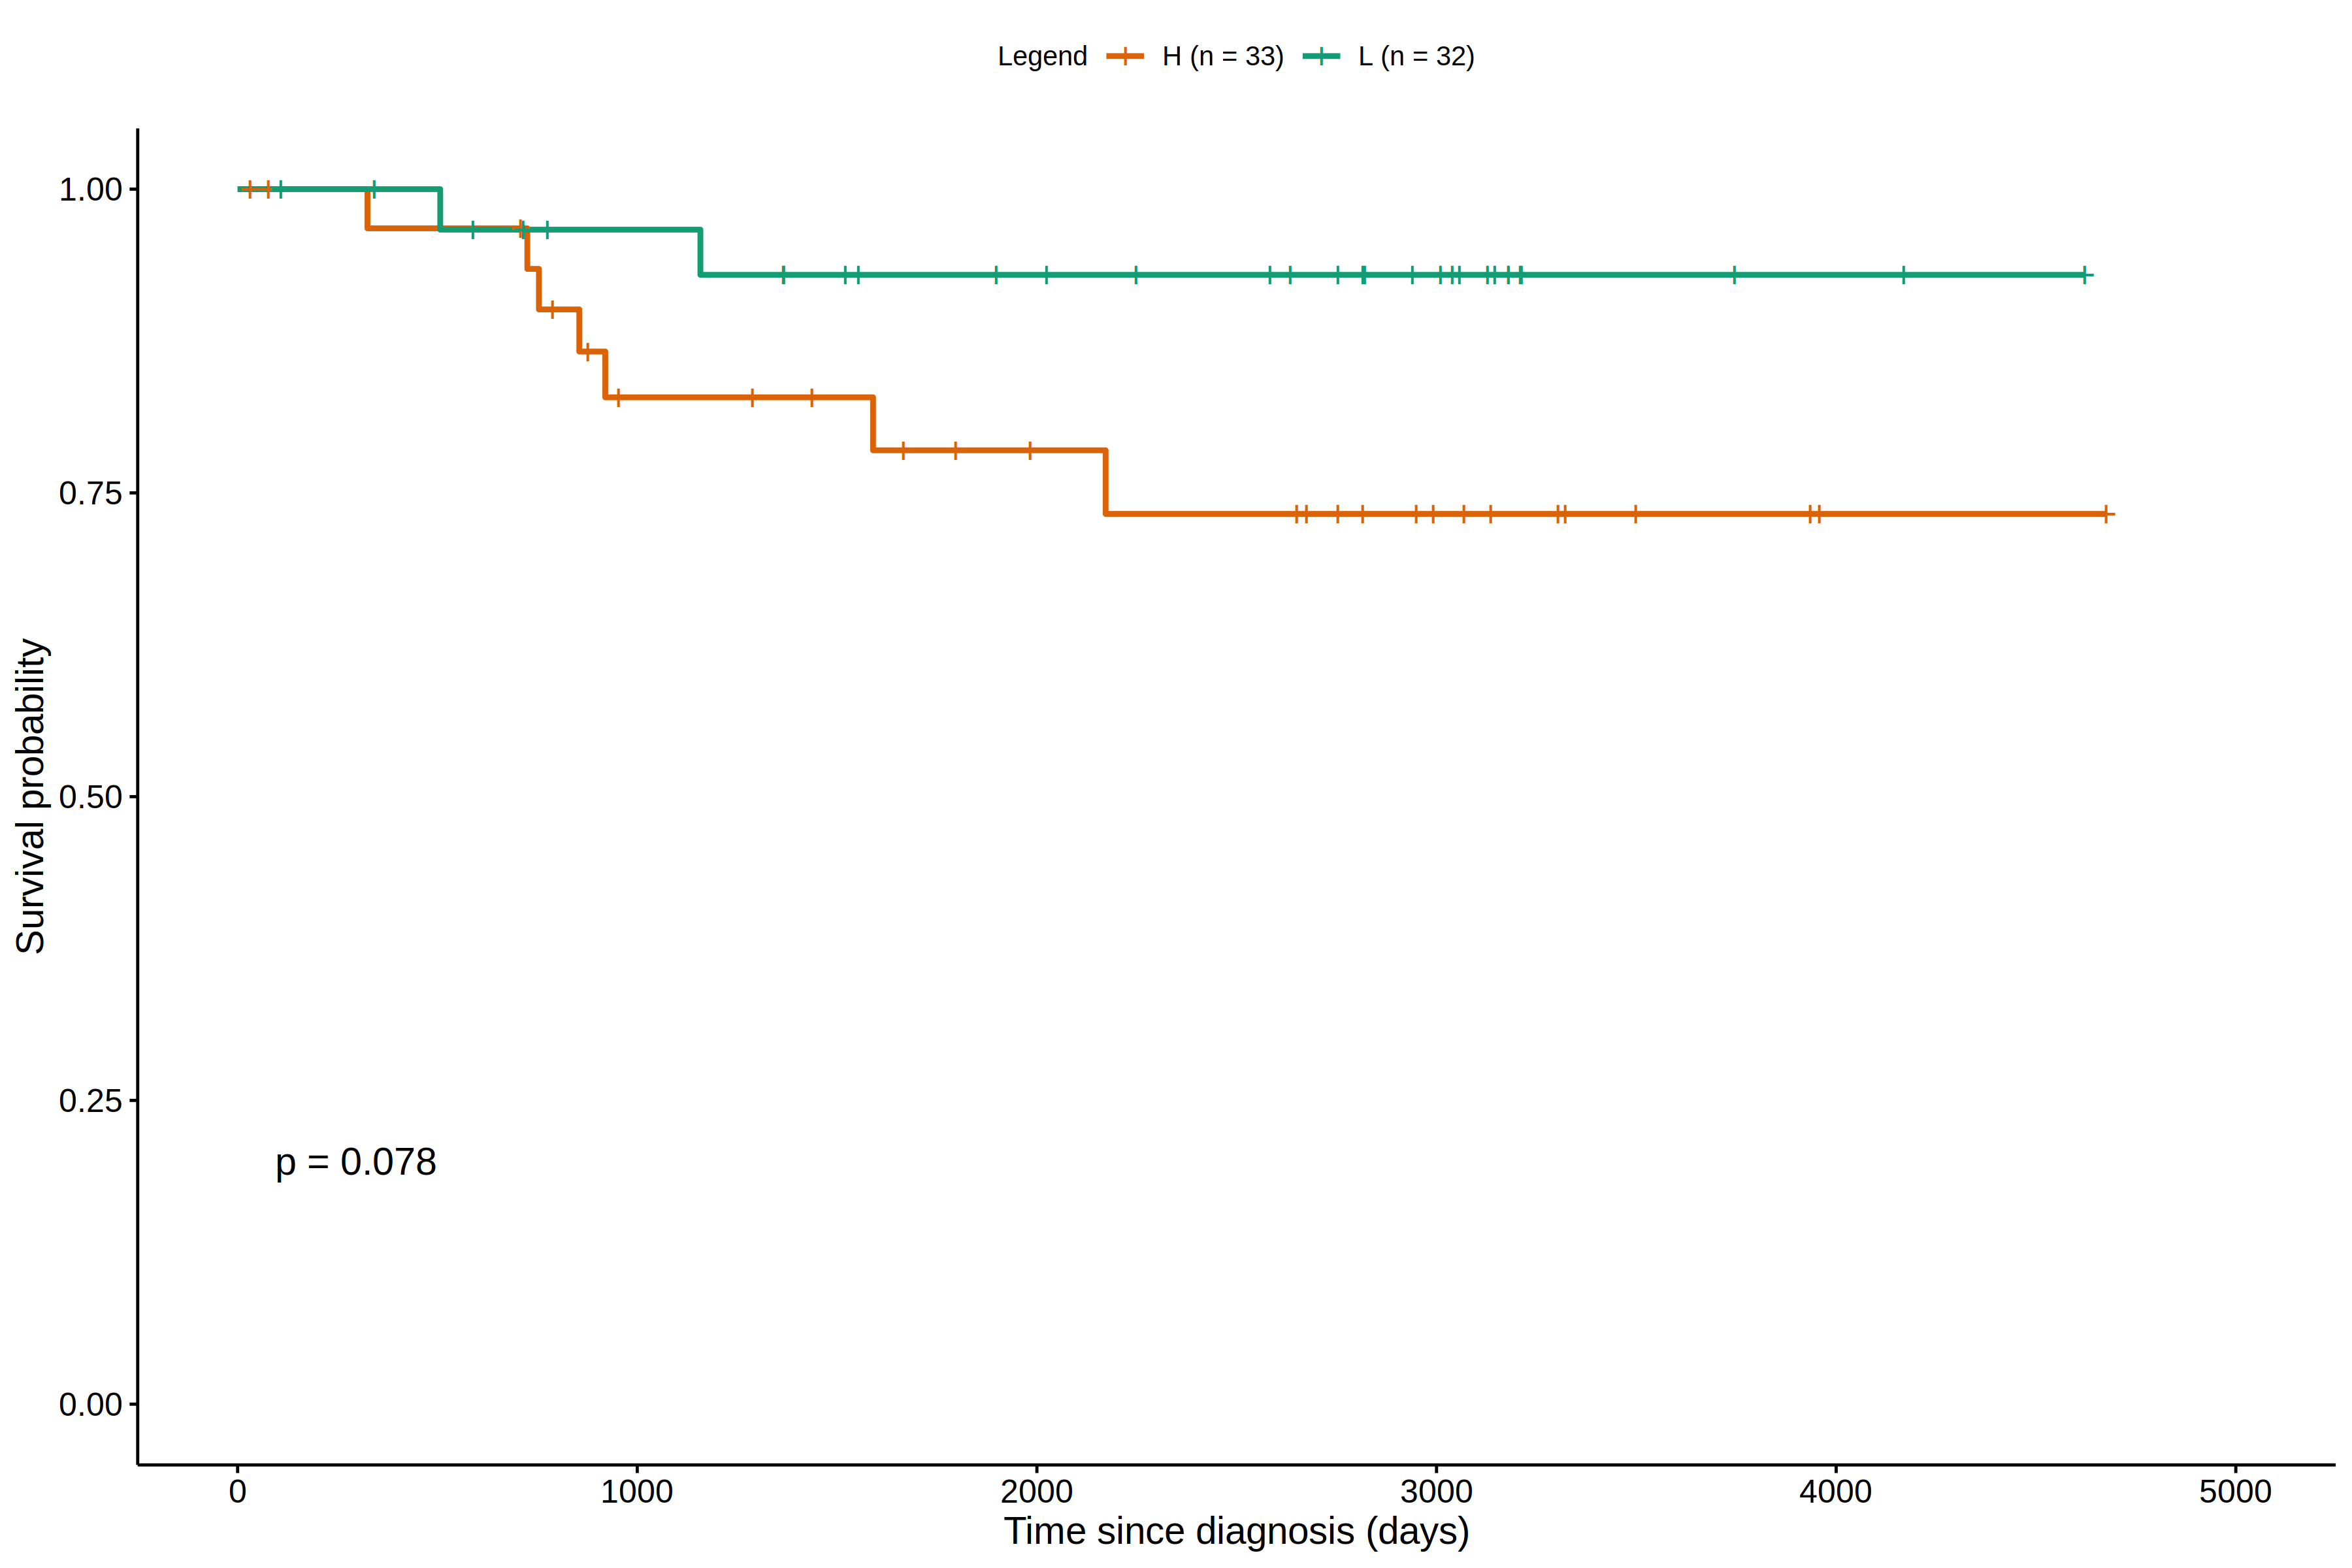 Legend H (n = 33) L (n = 32)
1.00
0.75
0.50
0.25
0.00
Survival probability
p = 0.078
0 1000 2000 3000 4000 5000
Time since diagnosis (days)